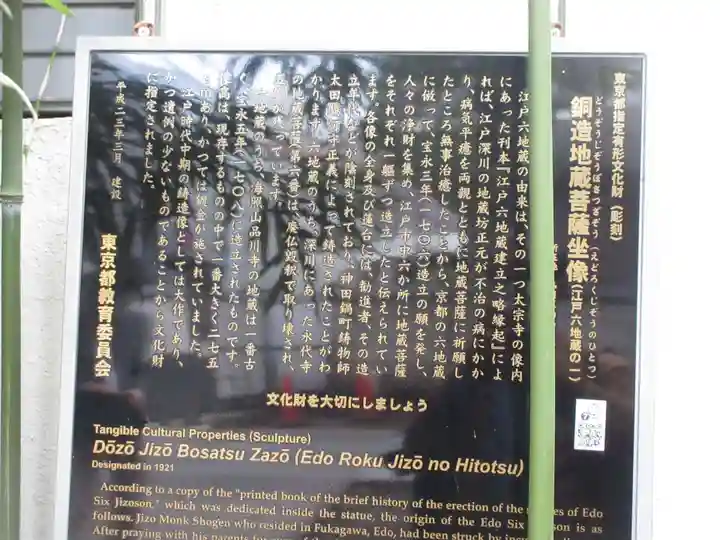 東京都指定有形文化財（彫刻）
どうぞうじぞうぼさつざぞう（えどろくじぞうのひとつ）
銅造地蔵菩薩坐像（江戸六地蔵の一）
江戸六地蔵の由来は、その一つ太宗寺の像内
にあった刊本『江戸六地蔵建立之略縁起』によ
れば、江戸深川の地蔵坊正元が不治の病にかか
り、病気平癒を両親とともに地蔵菩薩に祈願し
たところ無事治癒したことから、京都の六地蔵
に倣って、宝永三年（一七〇六）造立の願を発し、
人々の浄財を集め、江戸市中六か所に地蔵菩薩
をそれぞれ一軀ずつ造立したと伝えられてい
ます。各像の全身及び蓮台には、勧進者、その造
立年代などが陰刻されており、神田鍋町鋳物師
太田駿河守正義によって鋳造されたことがわ
かります。六地蔵のうち、深川にあった永代寺
の地蔵菩薩（第六番）は、廃仏毀釈で取り壊され、
代わっています。
六地蔵のうち、海照山品川寺の地蔵は一番古
く、宝永五年（一七〇八）に造立されたものです。
像高は、現存するものの中で一番大きく二七五
あり、かつては鍍金が施されていました。
江戸時代中期の鋳造像としては大作であり、
かつ遺例の少ないものであることから文化財
に指定されました。
平成二三年三月 建設
東京都教育委員会
文化財を大切にしましょう
Tangible Cultural Properties (Sculpture)
Dōzō Jizō Bosatsu Zazō (Edo Roku Jizō no Hitotsu)
Designated in 1921
According to a copy of the "printed book of the brief history of the erection of the of Edo
Six Jizoson," which was dedicated inside the statue, the origin of the Edo Six is as
follows. Jizo Monk Shogen who resided in Fukagawa, Edo, had been struck by
After praying with his parents for